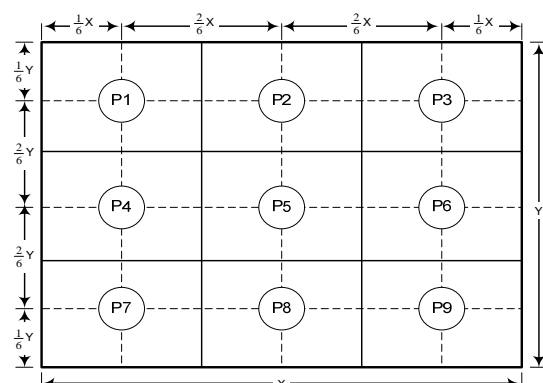 1/6 X 2/6 X 2/6 X 1/6 X
1/6 Y
P1 P2 P3
2/6 Y
P4 P5 P6
Y
2/6 Y
P7 P8 P9
1/6 Y
X